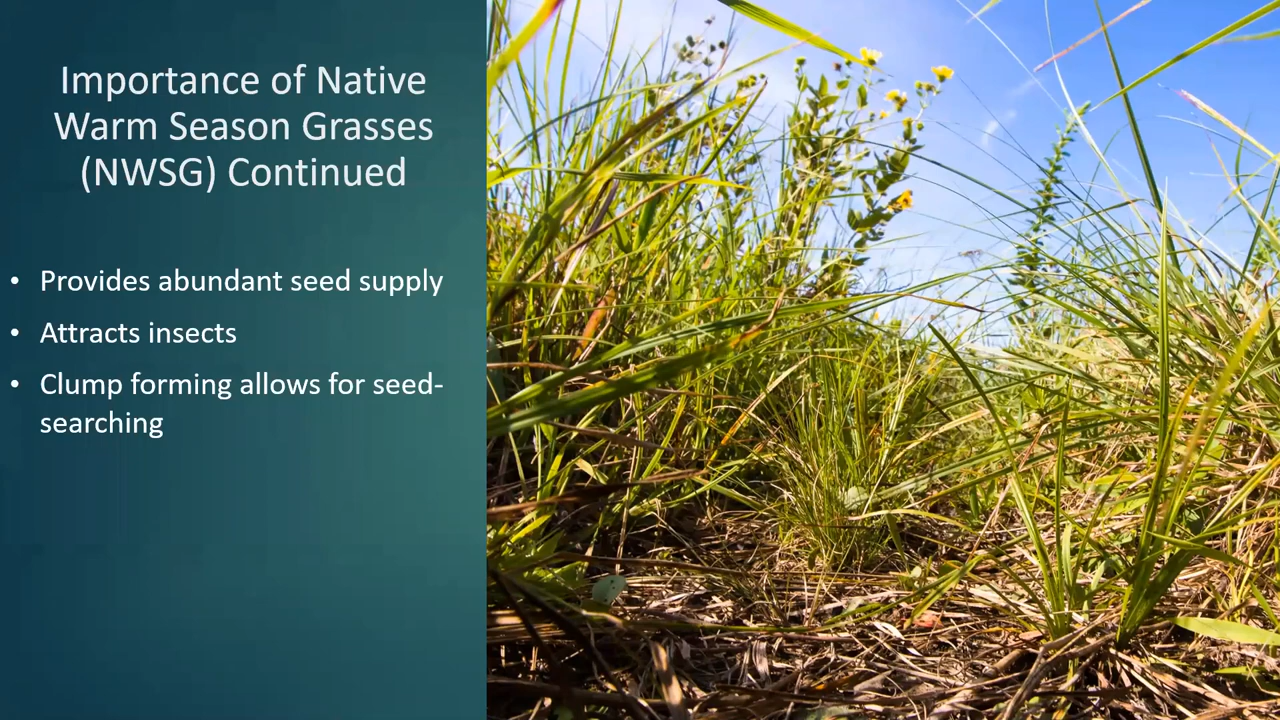 Importance of Native
Warm Season Grasses
(NWSG) Continued
• Provides abundant seed supply
• Attracts insects
• Clump forming allows for seed-
searching